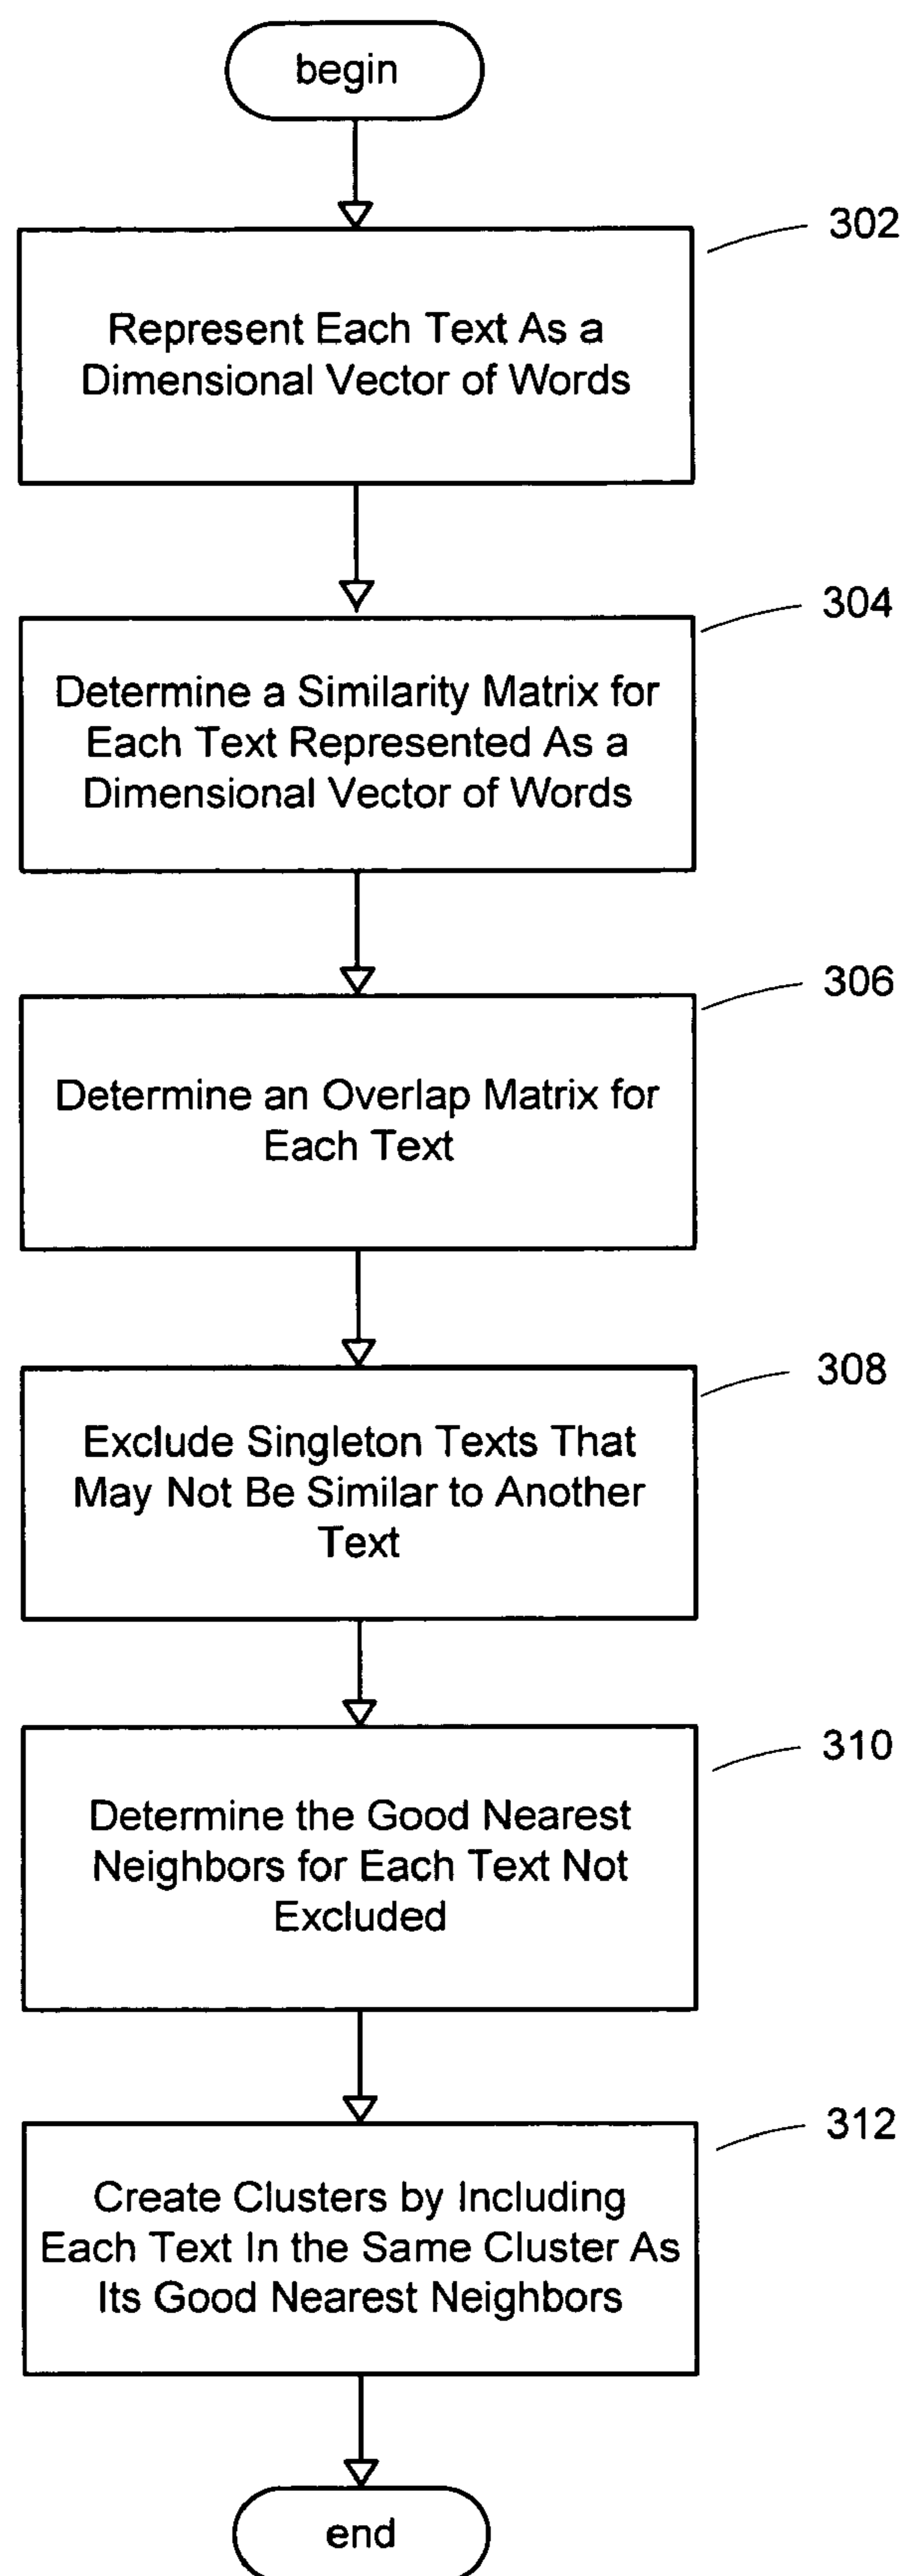 begin
302
Represent Each Text As a
Dimensional Vector of Words
304
Determine a Similarity Matrix for
Each Text Represented As a
Dimensional Vector of Words
306
Determine an Overlap Matrix for
Each Text
308
Exclude Singleton Texts That
May Not Be Similar to Another
Text
310
Determine the Good Nearest
Neighbors for Each Text Not
Excluded
312
Create Clusters by Including
Each Text In the Same Cluster As
Its Good Nearest Neighbors
end